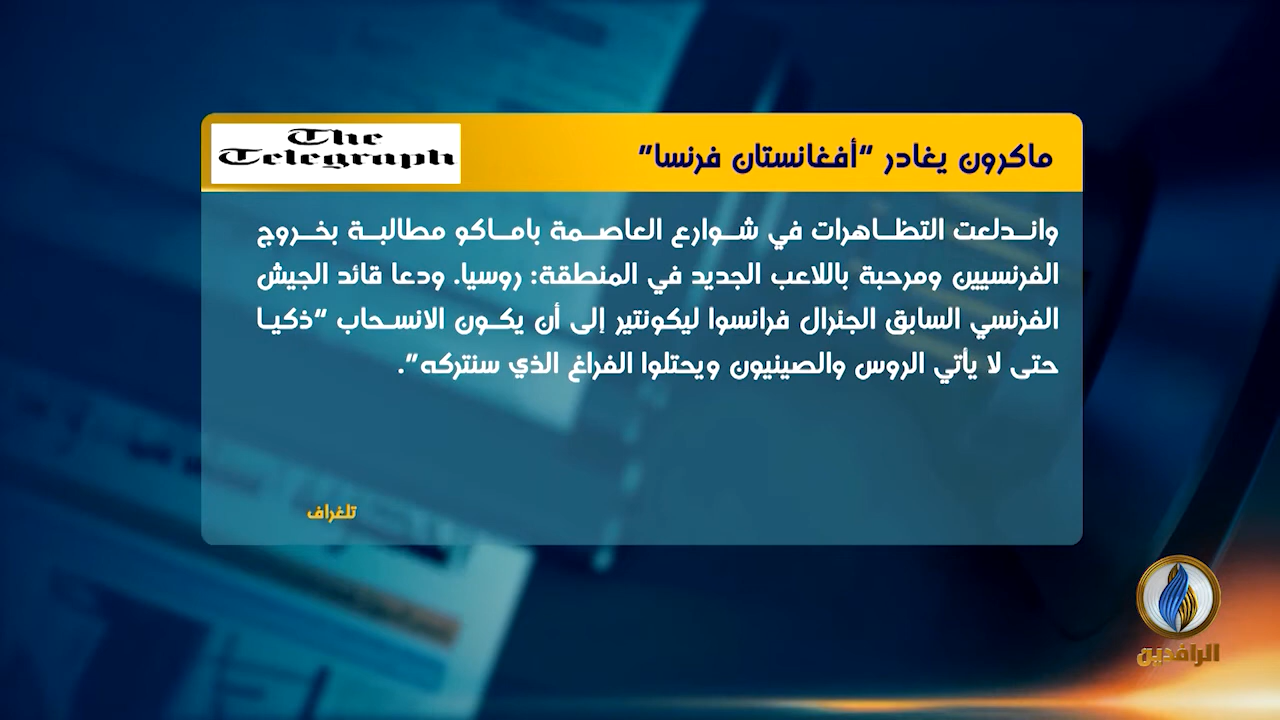 The
Telegraph
ماكرون يغادر “أفغانستان فرنسا”
واندلعت التظاهرات في شوارع العاصمة باماكو مطالبة بخروج
الفرنسيين ومرحبة باللاعب الجديد في المنطقة: روسيا. ودعا قائد الجيش
الفرنسي السابق الجنرال فرانسوا ليكونتير إلى أن يكون الانسحاب “ذكيا
حتى لا يأتي الروس والصينيون ويحتلوا الفراغ الذي سنتركه”.
تلغراف
الرافدين